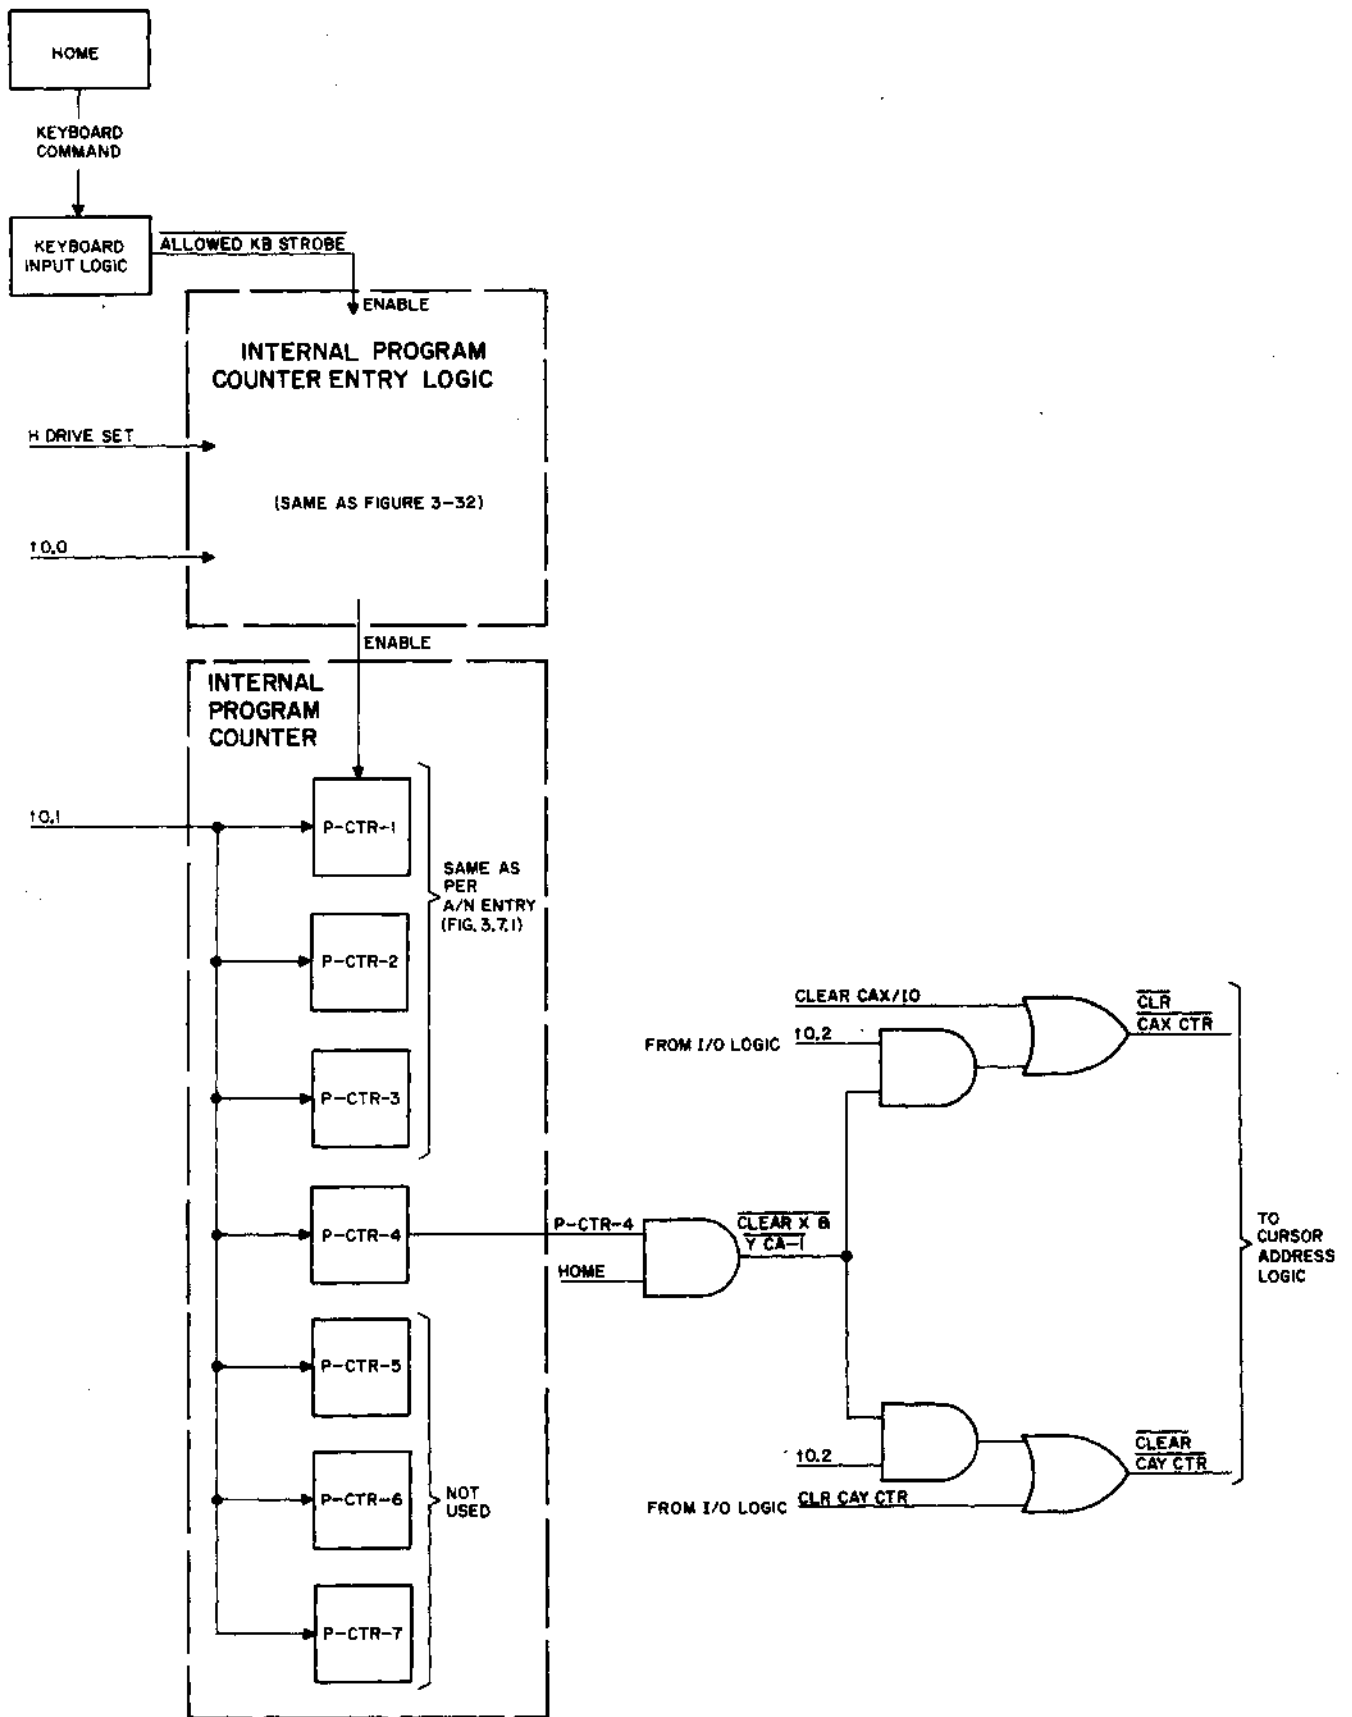 HOME
KEYBOARD
COMMAND
KEYBOARD
INPUT LOGIC
ALLOWED KB STROBE
ENABLE
INTERNAL PROGRAM
COUNTER ENTRY LOGIC
H DRIVE SET
(SAME AS FIGURE 3-32)
t0.0
ENABLE
INTERNAL
PROGRAM
COUNTER
t0.1
P-CTR-1
SAME AS
PER
A/N ENTRY
(FIG. 3.7.1)
P-CTR-2
P-CTR-3
P-CTR-4
P-CTR-5
P-CTR-6
P-CTR-7
NOT
USED
P-CTR-4
HOME
CLEAR X &
Y CA-1
CLEAR CAX/IO
FROM I/O LOGIC
t0.2
CLR
CAX CTR
TO
CURSOR
ADDRESS
LOGIC
t0.2
FROM I/O LOGIC
CLR CAY CTR
CLEAR
CAY CTR